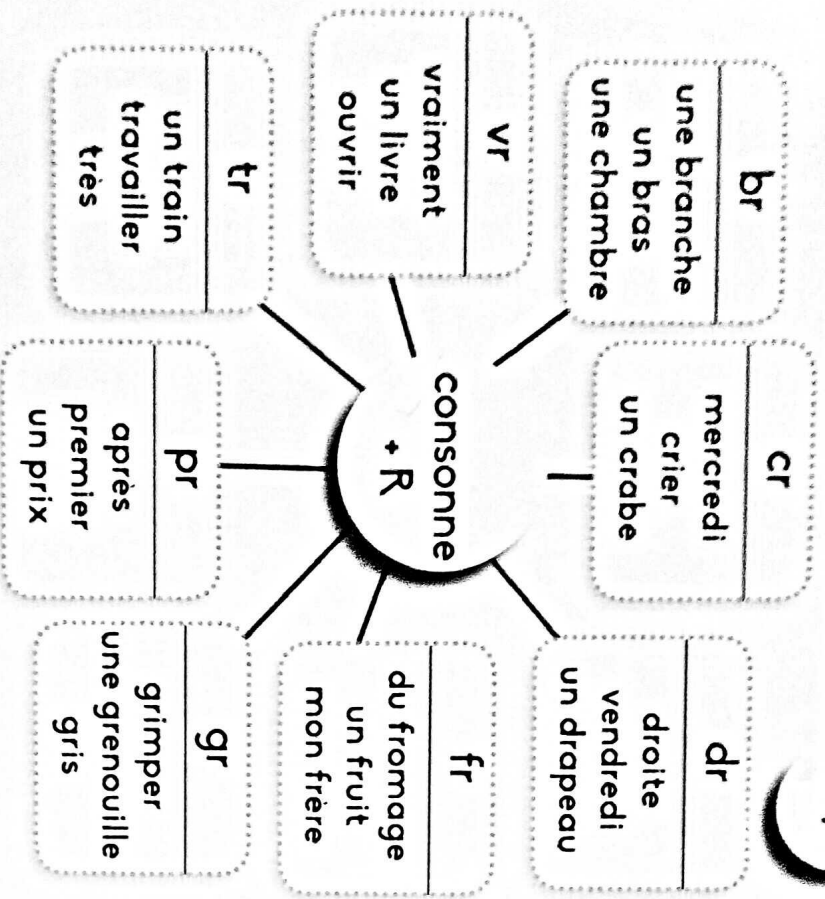 br
une branche
un bras
une chambre
cr
mercredi
crier
un crabe
dr
droite
vendredi
un drapeau
vr
vraiment
un livre
ouvrir
consonne
+ R
fr
du fromage
un fruit
mon frère
tr
un train
travailler
très
pr
après
premier
un prix
gr
grimper
une grenouille
gris